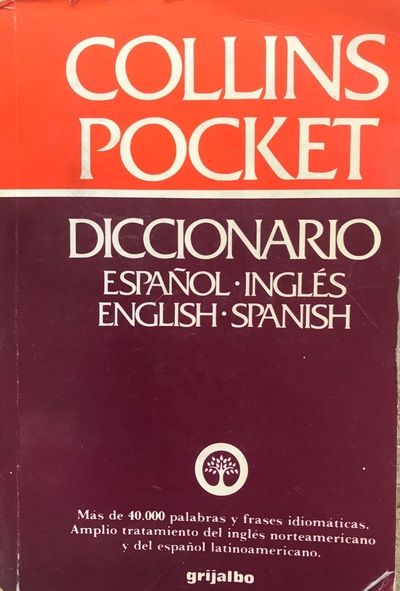 COLLINS
POCKET
DICCIONARIO
ESPAÑOL·INGLÉS
ENGLISH·SPANISH
Más de 40.000 palabras y frases idiomáticas.
Amplio tratamiento del inglés norteamericano
y del español latinoamericano.
grijalbo